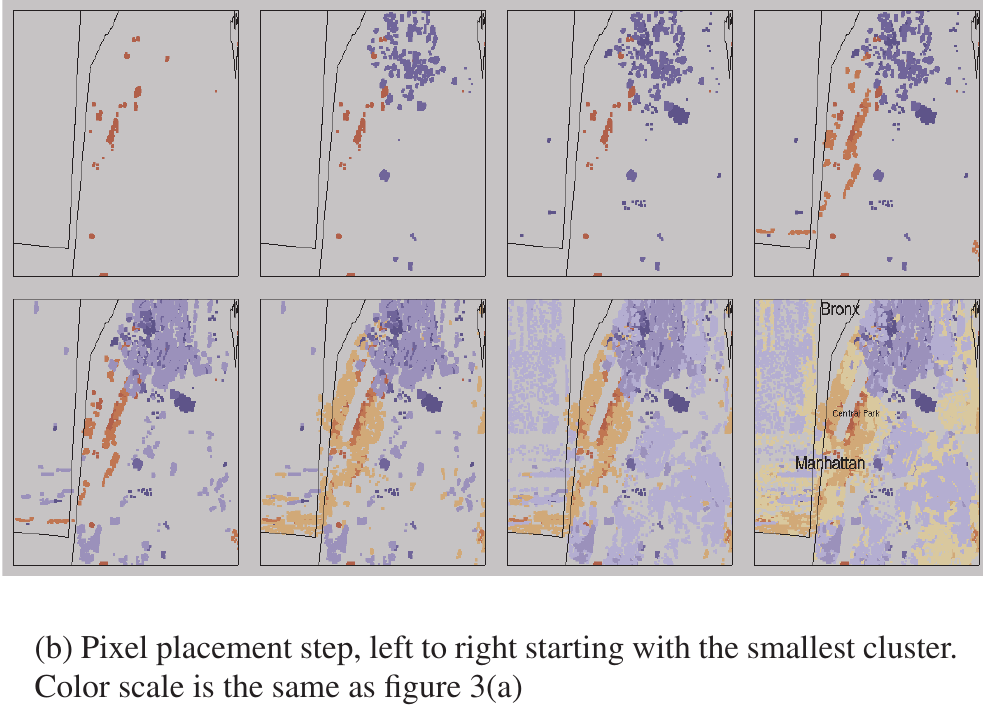 Bronx
Central Park
Manhattan
(b) Pixel placement step, left to right starting with the smallest cluster.
Color scale is the same as figure 3(a)